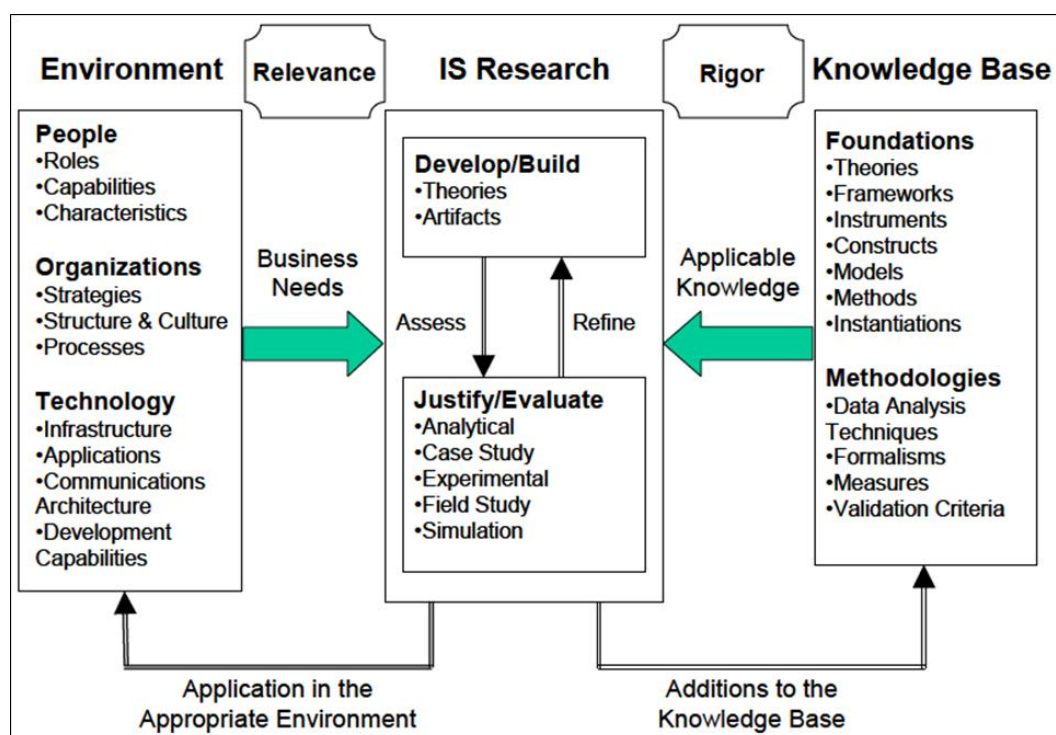 Environment
Relevance
IS Research
Rigor
Knowledge Base
People
•Roles
•Capabilities
•Characteristics
Organizations
•Strategies
•Structure & Culture
•Processes
Technology
•Infrastructure
•Applications
•Communications
Architecture
•Development
Capabilities
Business
Needs
Develop/Build
•Theories
•Artifacts
Assess
Refine
Justify/Evaluate
•Analytical
•Case Study
•Experimental
•Field Study
•Simulation
Applicable
Knowledge
Foundations
•Theories
•Frameworks
•Instruments
•Constructs
•Models
•Methods
•Instantiations
Methodologies
•Data Analysis
Techniques
•Formalisms
•Measures
•Validation Criteria
Application in the
Appropriate Environment
Additions to the
Knowledge Base